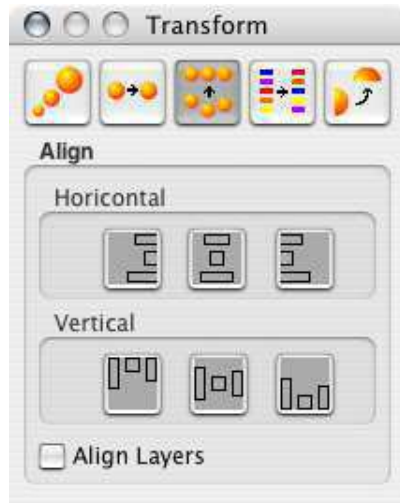 Transform
Align
Horicontal
Vertical
Align Layers